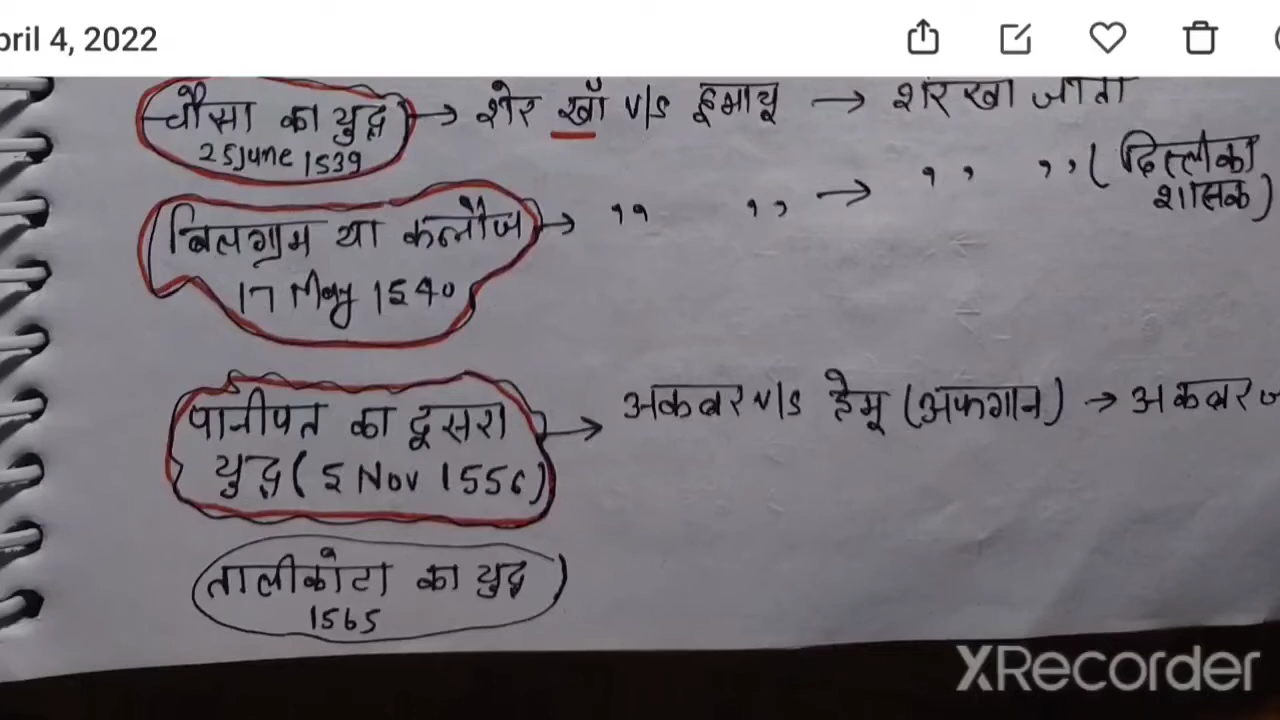 pril 4, 2022
चौसा का युद्ध → शेर खाँ v/s हुमायू → शेरखा जीता
25 June 1539
बिलग्राम या कन्नौज → ,, ,, → ,, ,, (दिल्ली का शासक)
17 May 1540
पानीपत का दूसरा युद्ध (5 Nov 1556) → अकबर v/s हेमू (अफगान) → अकबर ज
तालीकोटा का युद्ध
1565
XRecorder